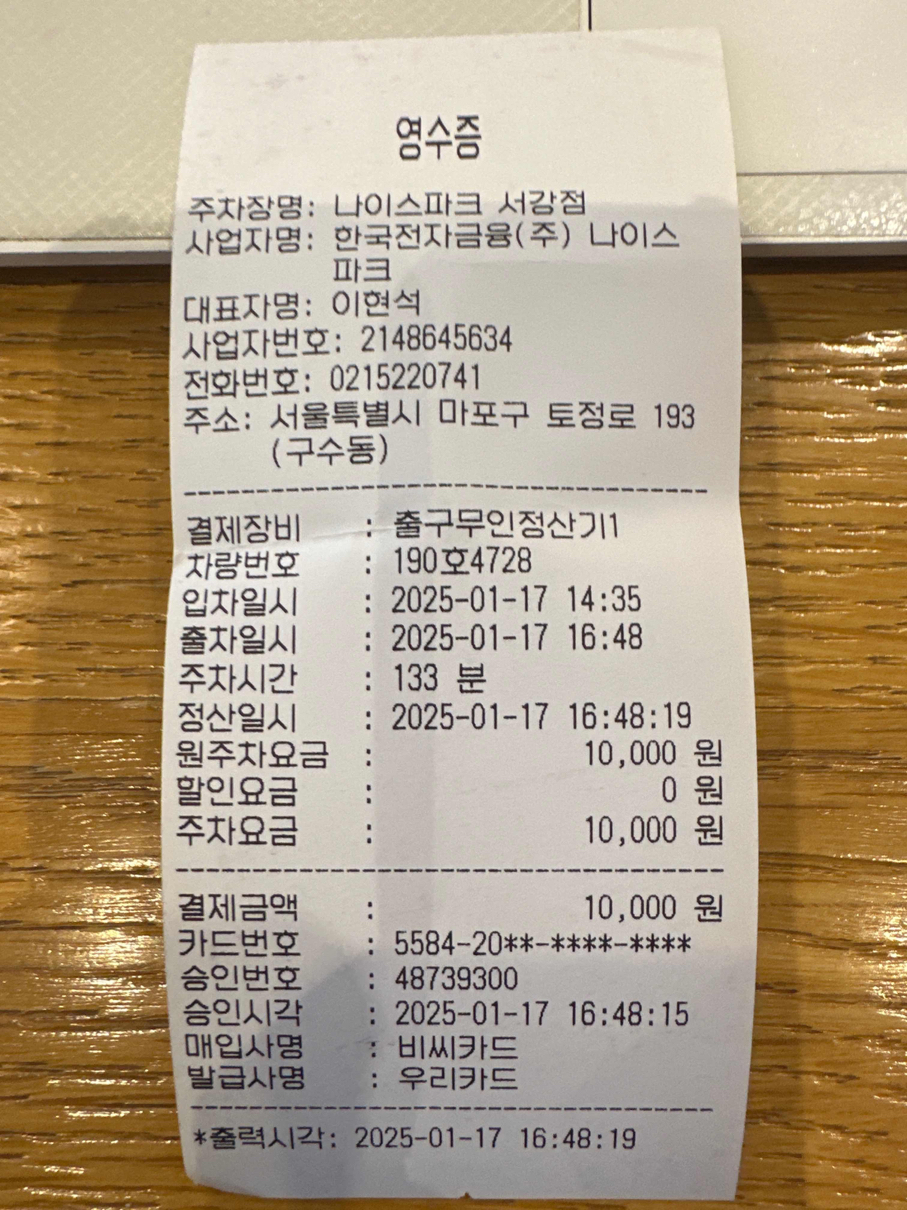 영수증
주차장명: 나이스파크 서강점
사업자명: 한국전자금융(주) 나이스
파크
대표자명: 이현석
사업자번호: 2148645634
전화번호: 0215220741
주소: 서울특별시 마포구 토정로 193
(구수동)
결제장비 : 출구무인정산기1
차량번호 : 190호4728
입차일시 : 2025-01-17 14:35
출차일시 : 2025-01-17 16:48
주차시간 : 133 분
정산일시 : 2025-01-17 16:48:19
원주차요금 : 10,000 원
할인요금 : 0 원
주차요금 : 10,000 원
결제금액 : 10,000 원
카드번호 : 5584-20**-****-****
승인번호 : 48739300
승인시각 : 2025-01-17 16:48:15
매입사명 : 비씨카드
발급사명 : 우리카드
*출력시각: 2025-01-17 16:48:19